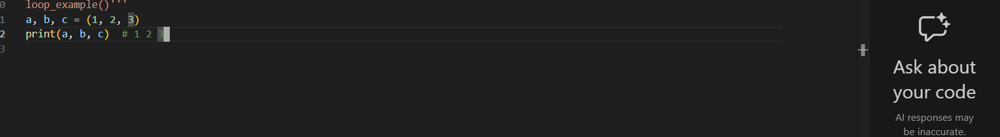 0 loop_example()'''
1 a, b, c = (1, 2, 3)
2 print(a, b, c)  # 1 2 3
3
Ask about
your code
AI responses may
be inaccurate.